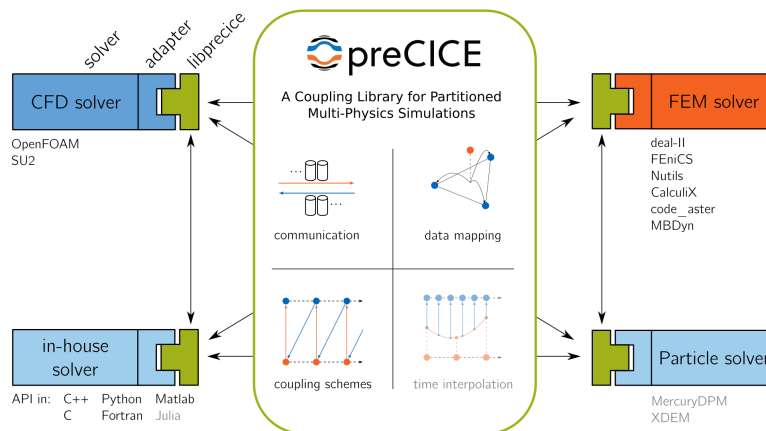 solver
adapter
libprecice
preCICE
A Coupling Library for Partitioned
Multi-Physics Simulations
CFD solver
OpenFOAM
SU2
FEM solver
deal-II
FEniCS
Nutils
CalculiX
code_aster
MBDyn
...
...
communication
data mapping
coupling schemes
time interpolation
in-house
solver
API in: C++ Python Matlab
C Fortran Julia
Particle solver
MercuryDPM
XDEM